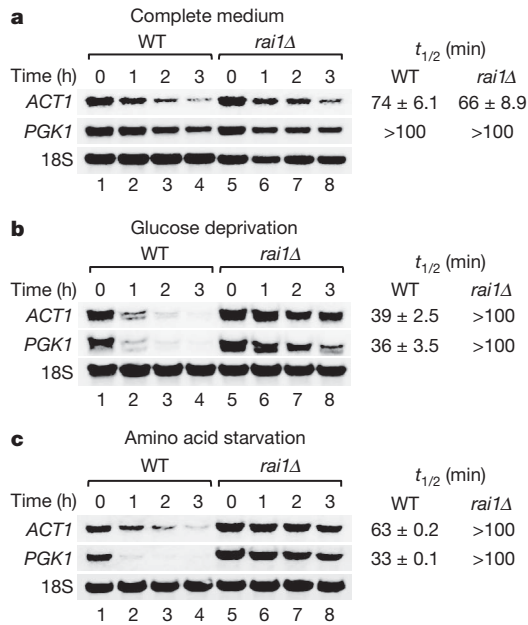 a Complete medium
WT rai1Δ t1/2 (min)
Time (h) 0 1 2 3 0 1 2 3 WT rai1Δ
ACT1 74 ± 6.1 66 ± 8.9
PGK1 >100 >100
18S
1 2 3 4 5 6 7 8
b Glucose deprivation
WT rai1Δ t1/2 (min)
Time (h) 0 1 2 3 0 1 2 3 WT rai1Δ
ACT1 39 ± 2.5 >100
PGK1 36 ± 3.5 >100
18S
1 2 3 4 5 6 7 8
c Amino acid starvation
WT rai1Δ t1/2 (min)
Time (h) 0 1 2 3 0 1 2 3 WT rai1Δ
ACT1 63 ± 0.2 >100
PGK1 33 ± 0.1 >100
18S
1 2 3 4 5 6 7 8